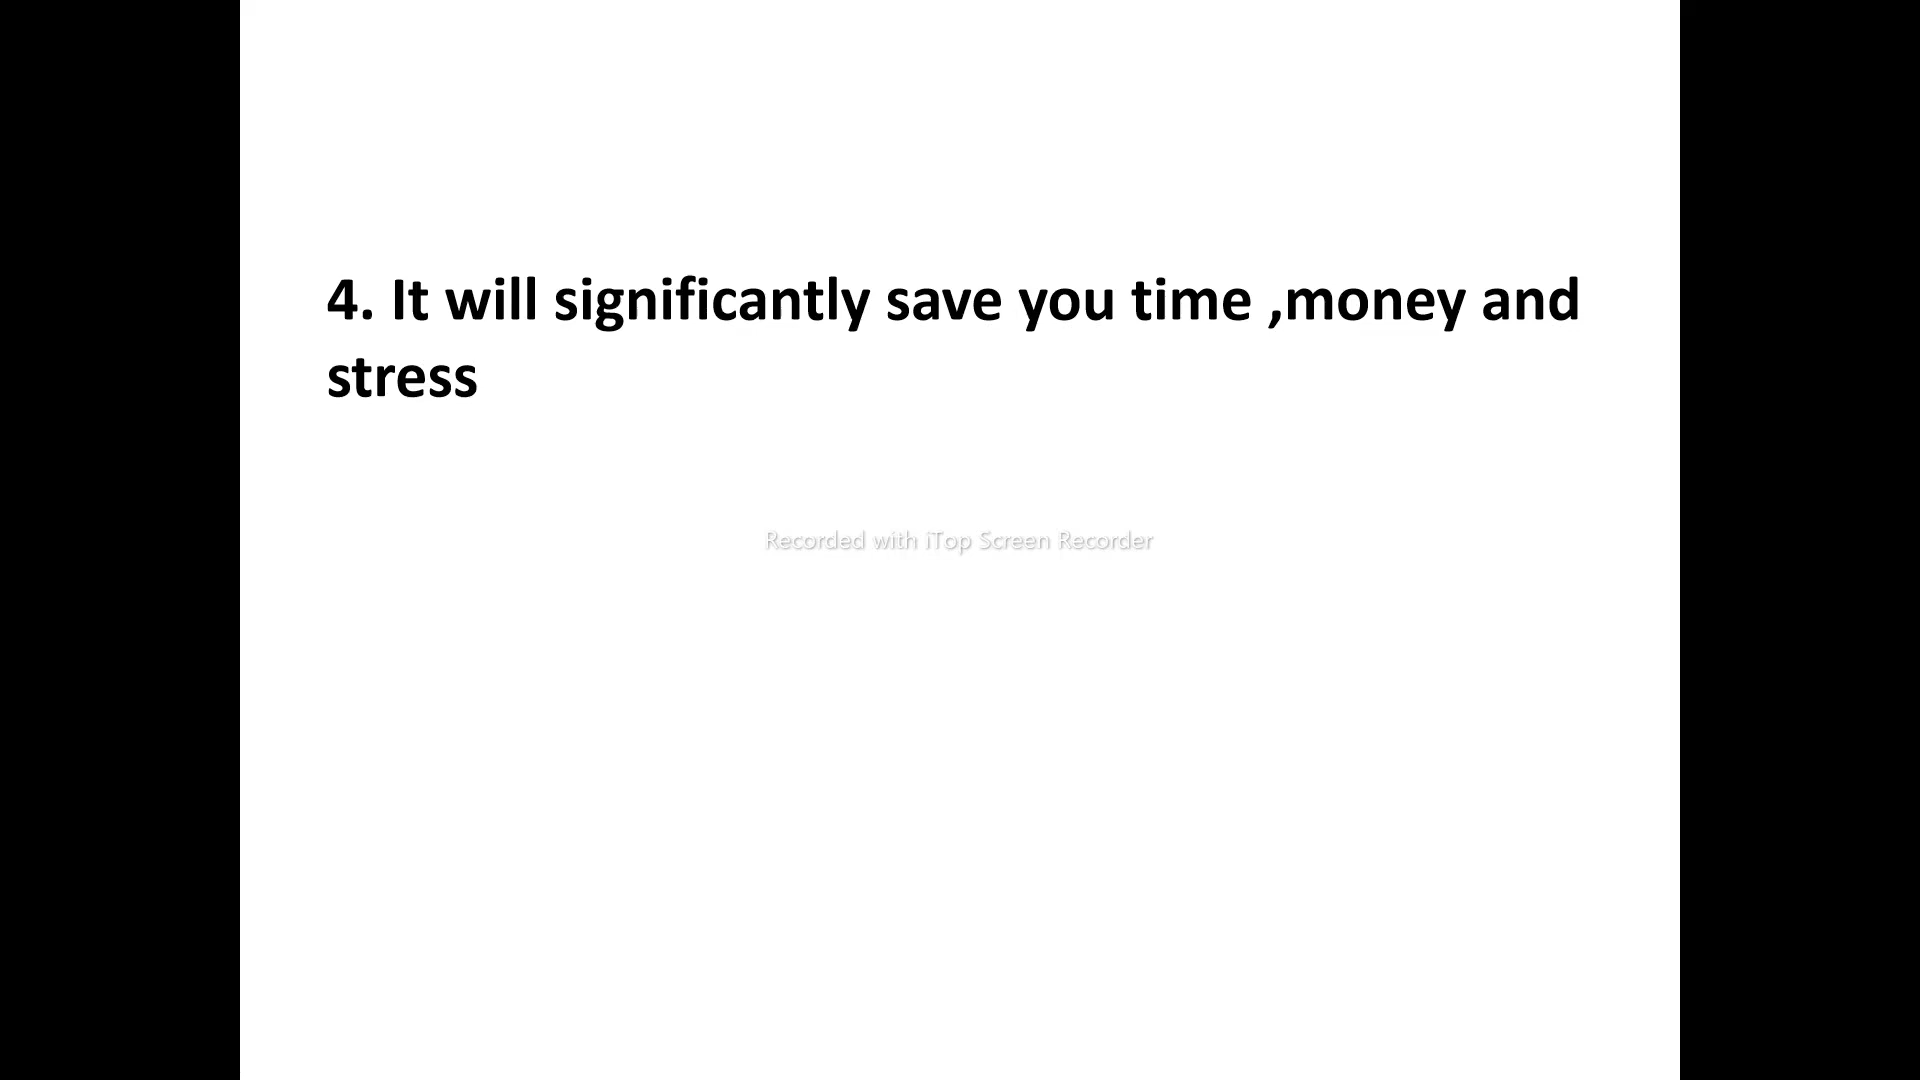 4. It will significantly save you time ,money and
stress
Recorded with iTop Screen Recorder